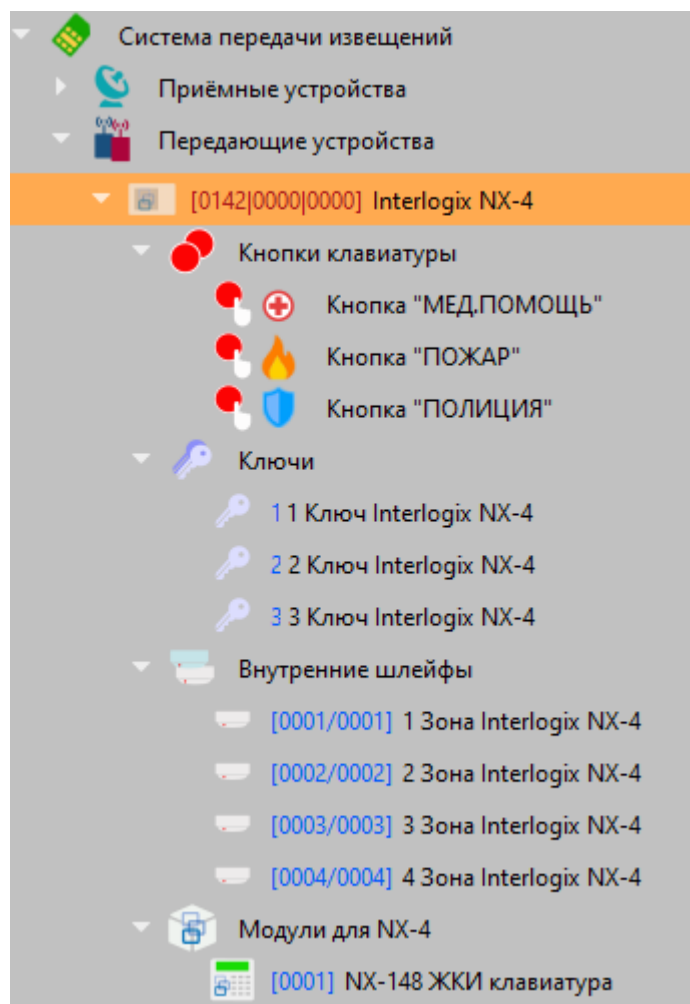 Система передачи извещений
Приёмные устройства
Передающие устройства
[0142|0000|0000] Interlogix NX-4
Кнопки клавиатуры
Кнопка "МЕД.ПОМОЩЬ"
Кнопка "ПОЖАР"
Кнопка "ПОЛИЦИЯ"
Ключи
1 1 Ключ Interlogix NX-4
2 2 Ключ Interlogix NX-4
3 3 Ключ Interlogix NX-4
Внутренние шлейфы
[0001/0001] 1 Зона Interlogix NX-4
[0002/0002] 2 Зона Interlogix NX-4
[0003/0003] 3 Зона Interlogix NX-4
[0004/0004] 4 Зона Interlogix NX-4
Модули для NX-4
[0001] NX-148 ЖКИ клавиатура